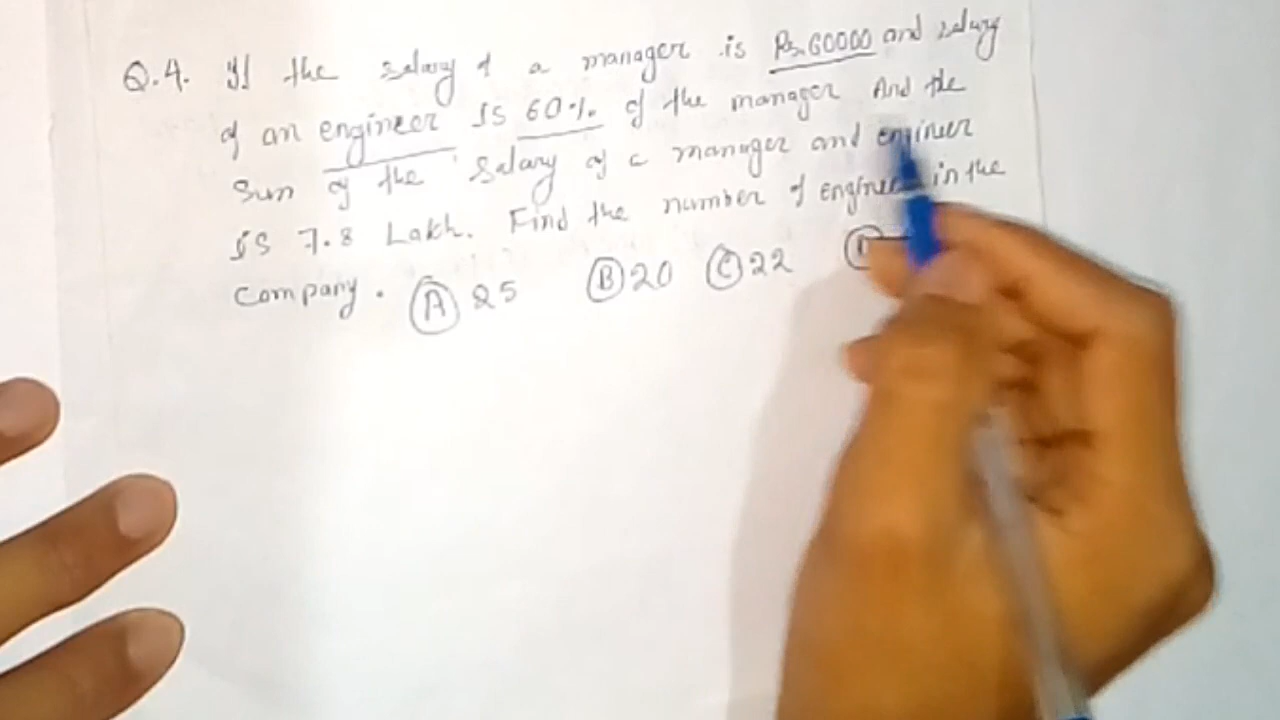 Q.4. If the salary of a manager is Rs.60000 and salary
of an engineer is 60% of the manager And the
Sum of the salary of a manager and engineer
is 7.8 Lakh. Find the number of engineer in the
Company. (A) 25 (B) 20 (C) 22